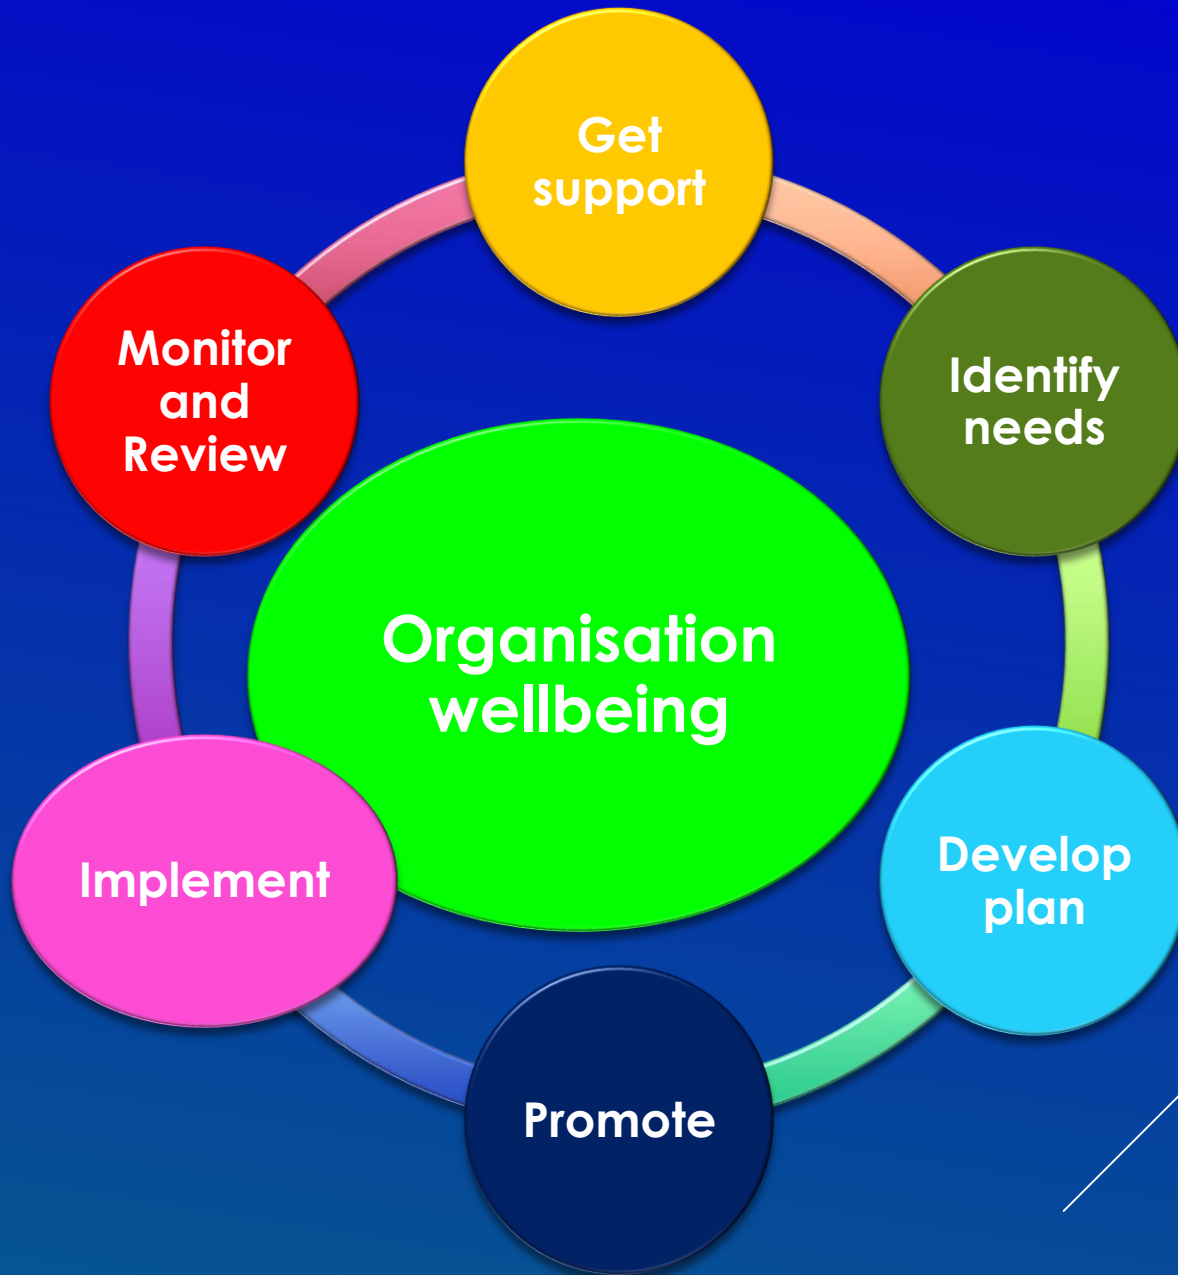 Get
support
Identify
needs
Develop
plan
Promote
Implement
Monitor
and
Review
Organisation
wellbeing